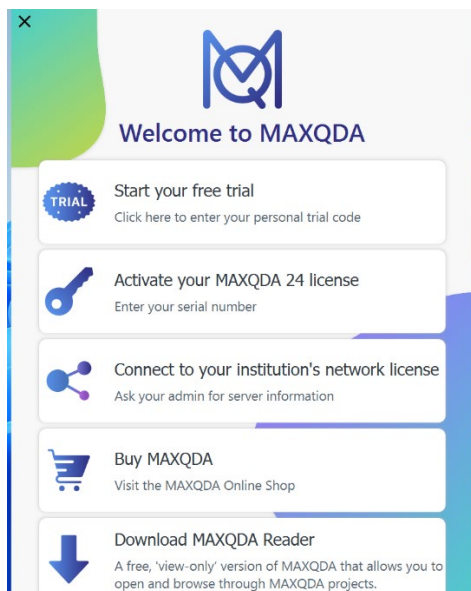 Welcome to MAXQDA
TRIAL
Start your free trial
Click here to enter your personal trial code
Activate your MAXQDA 24 license
Enter your serial number
Connect to your institution's network license
Ask your admin for server information
Buy MAXQDA
Visit the MAXQDA Online Shop
Download MAXQDA Reader
A free, 'view-only' version of MAXQDA that allows you to
open and browse through MAXQDA projects.